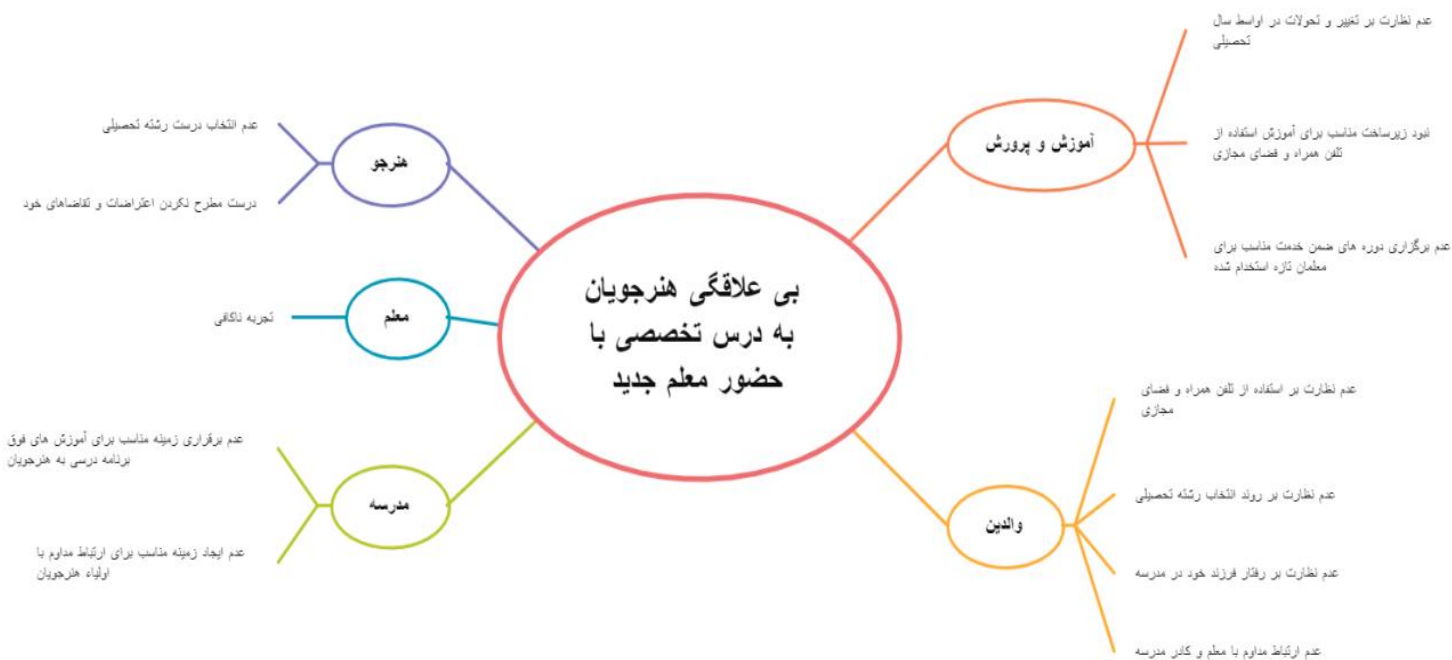 بی علاقگی هنرجویان
به درس تخصصی با
حضور معلم جدید
آموزش و پرورش
عدم نظارت بر تغییر و تحولات در اواسط سال
تحصیلی
نبود زیرساخت مناسب برای آموزش استفاده از
تلفن همراه و فضای مجازی
عدم برگزاری دوره های ضمن خدمت مناسب برای
معلمان تازه استخدام شده
والدین
عدم نظارت بر استفاده از تلفن همراه و فضای
مجازی
عدم نظارت بر روند انتخاب رشته تحصیلی
عدم نظارت بر رفتار فرزند خود در مدرسه
عدم ارتباط مداوم با معلم و کادر مدرسه
هنرجو
عدم انتخاب درست رشته تحصیلی
درست مطرح نکردن اعتراضات و تقاضاهای خود
معلم
تجربه ناکافی
مدرسه
عدم برقراری زمینه مناسب برای آموزش های فوق
برنامه درسی به هنرجویان
عدم ایجاد زمینه مناسب برای ارتباط مداوم با
اولیاء هنرجویان